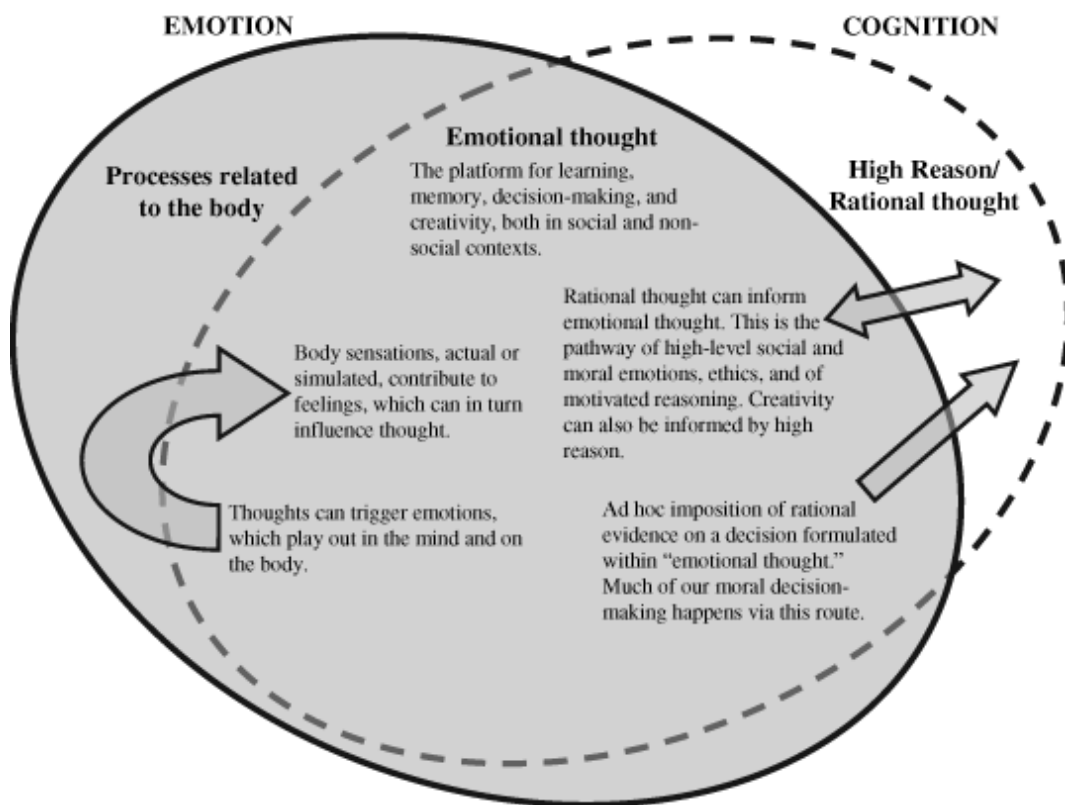 EMOTION
COGNITION
Emotional thought
The platform for learning,
memory, decision-making, and
creativity, both in social and non-
social contexts.
Processes related
to the body
High Reason/
Rational thought
Rational thought can inform
emotional thought. This is the
pathway of high-level social and
moral emotions, ethics, and of
motivated reasoning. Creativity
can also be informed by high
reason.
Body sensations, actual or
simulated, contribute to
feelings, which can in turn
influence thought.
Thoughts can trigger emotions,
which play out in the mind and on
the body.
Ad hoc imposition of rational
evidence on a decision formulated
within “emotional thought.”
Much of our moral decision-
making happens via this route.